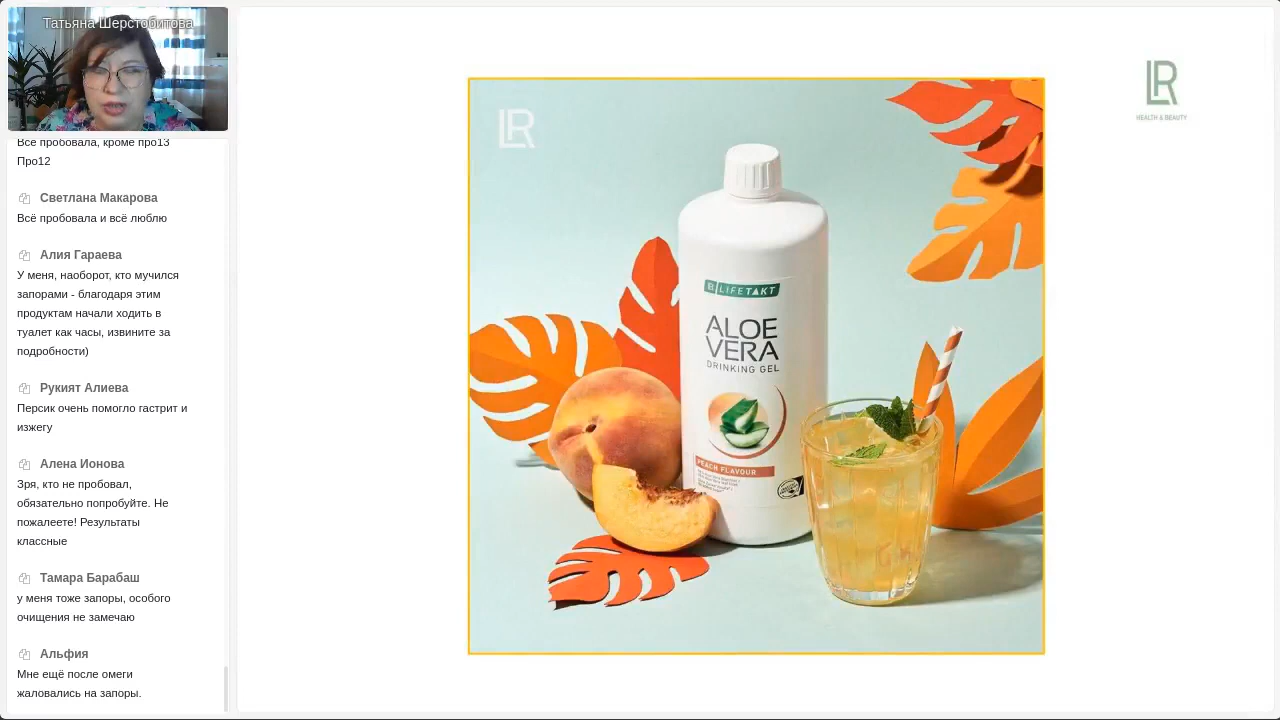 Татьяна Шерстобитова
Все пробовала, кроме про13
Про12
Светлана Макарова
Всё пробовала и всё люблю
Алия Гараева
У меня, наоборот, кто мучился
запорами - благодаря этим
продуктам начали ходить в
туалет как часы, извините за
подробности)
Рукият Алиева
Персик очень помогло гастрит и
изжегу
Алена Ионова
Зря, кто не пробовал,
обязательно попробуйте. Не
пожалеете! Результаты
классные
Тамара Барабаш
у меня тоже запоры, особого
очищения не замечаю
Альфия
Мне ещё после омеги
жаловались на запоры.
LR
LIFETAKT
ALOE
VERA
DRINKING GEL
PEACH FLAVOUR
LR
HEALTH & BEAUTY